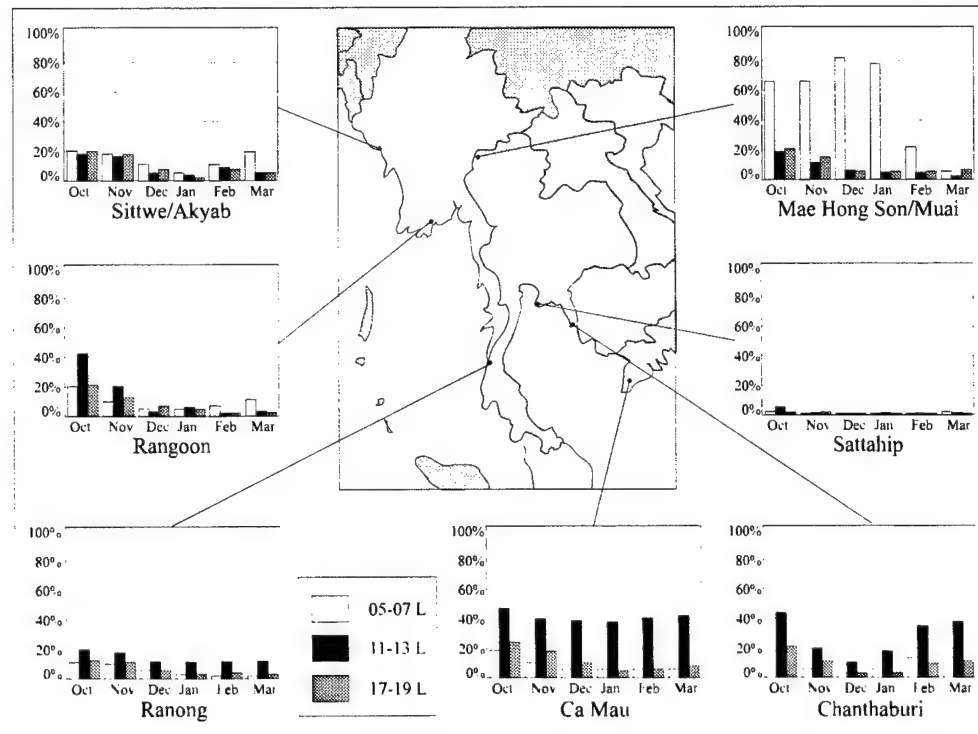 100%
80%
60%
40%
20%
0%
Oct Nov Dec Jan Feb Mar
Sittwe/Akyab
100%
80%
60%
40%
20%
0%
Oct Nov Dec Jan Feb Mar
Mae Hong Son/Muai
100%
80%
60%
40%
20%
0%
Oct Nov Dec Jan Feb Mar
Rangoon
100%
80%
60%
40%
20%
0%
Oct Nov Dec Jan Feb Mar
Sattahip
100%
80%
60%
40%
20%
0%
Oct Nov Dec Jan Feb Mar
Ranong
05-07 L
11-13 L
17-19 L
100%
80%
60%
40%
20%
0%
Oct Nov Dec Jan Feb Mar
Ca Mau
100%
80%
60%
40%
20%
0%
Oct Nov Dec Jan Feb Mar
Chanthaburi